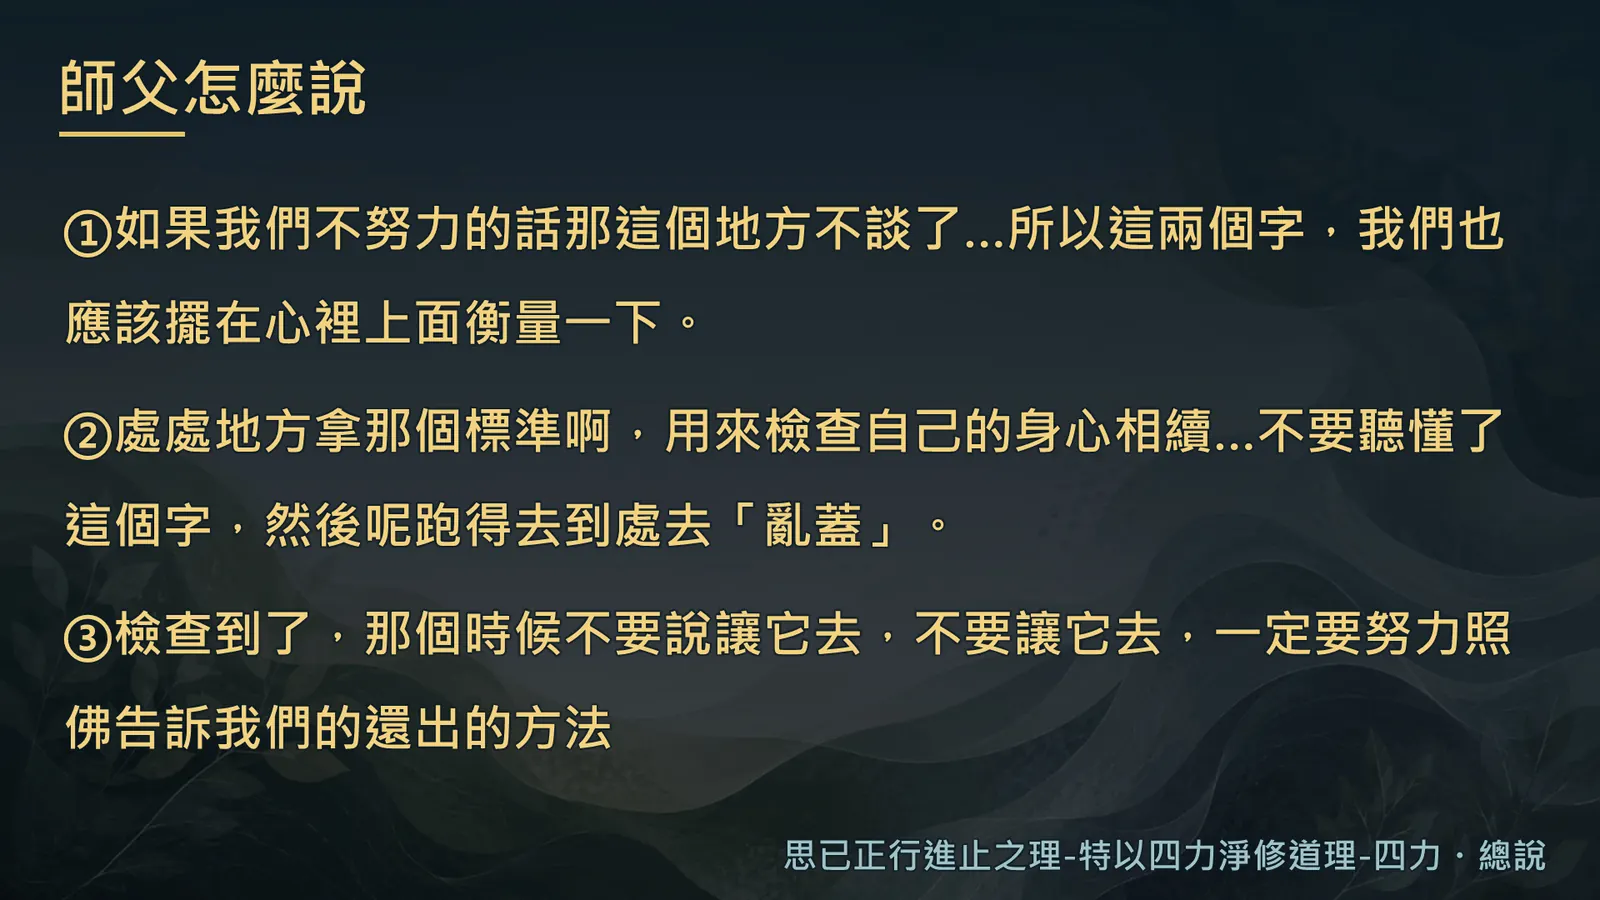 師父怎麼說
①如果我們不努力的話那這個地方不談了...所以這兩個字，我們也
應該擺在心裡上面衡量一下。
②處處地方拿那個標準啊，用來檢查自己的身心相續...不要聽懂了
這個字，然後呢跑得去到處去「亂蓋」。
③檢查到了，那個時候不要說讓它去，不要讓它去，一定要努力照
佛告訴我們的還出的方法
思已正行進止之理-特以四力淨修道理-四力．總說